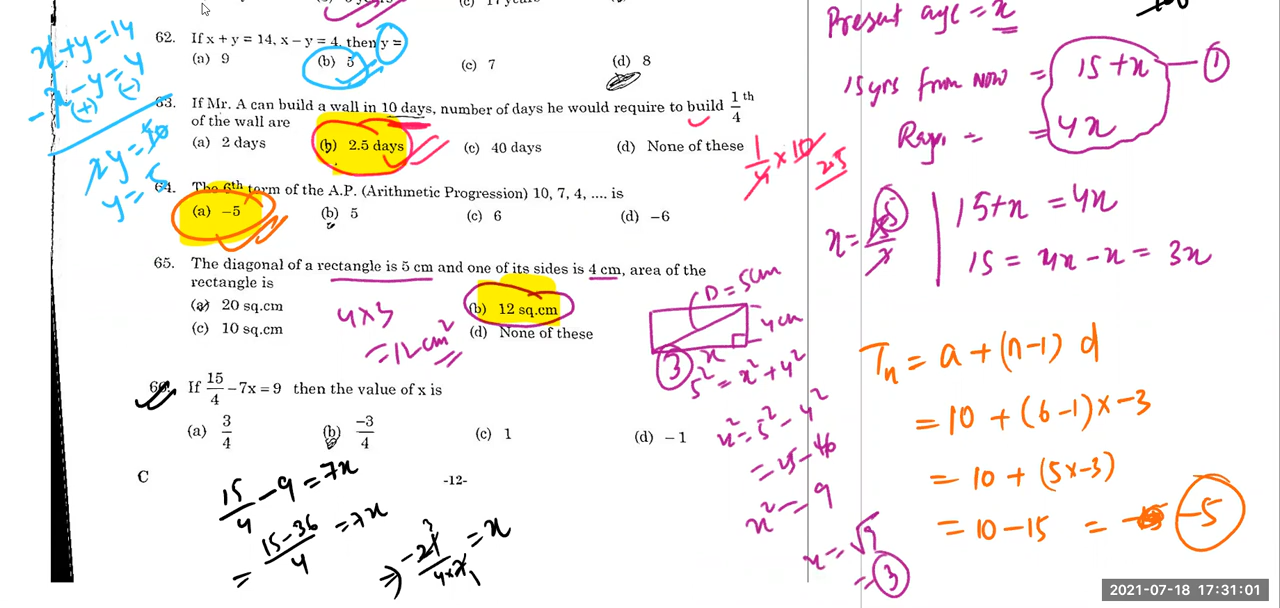 (c) 17 years
62. If x + y = 14, x − y = 4, then y =
(a) 9 (b) 5 (c) 7 (d) 8
63. If Mr. A can build a wall in 10 days, number of days he would require to build 1/4 th
of the wall are
(a) 2 days (b) 2.5 days (c) 40 days (d) None of these
64. The 6th term of the A.P. (Arithmetic Progression) 10, 7, 4, .... is
(a) −5 (b) 5 (c) 6 (d) −6
65. The diagonal of a rectangle is 5 cm and one of its sides is 4 cm, area of the
rectangle is
(a) 20 sq.cm (b) 12 sq.cm
(c) 10 sq.cm (d) None of these
66. If 15/4 − 7x = 9 then the value of x is
(a) 3/4 (b) −3/4 (c) 1 (d) −1
C -12-
x+y=14
-x-y=4
(+) (-)
2y=10
y=5
1/4 × 10
2.5
4×3
=12cm²
D=5cm
4cm
3 x
5² = x²+4²
x² = 5² − 4²
= 25−16
x² = 9
x = √9
= 3
15/4 − 9 = 7x
= 15−36/4 = 7x
⇒ −21/4×7 = x
3
1
Present age = x
15 yrs from now = 15+x — 1
= 4x
15+x = 4x
15 = 4x−x = 3x
x = 15/3
5
Tn = a + (n−1) d
= 10 + (6−1)×−3
= 10 + (5×−3)
= 10−15 = −5
2021-07-18 17:31:01